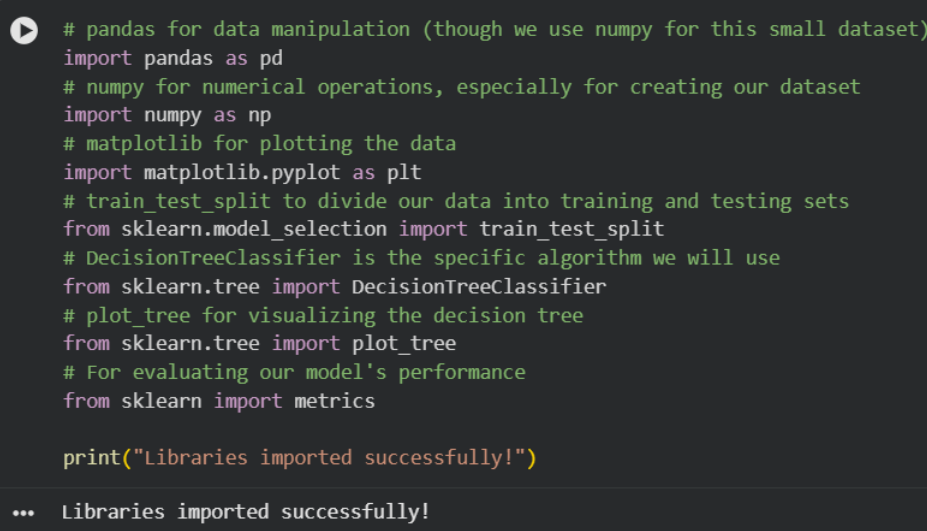 # pandas for data manipulation (though we use numpy for this small dataset)
import pandas as pd
# numpy for numerical operations, especially for creating our dataset
import numpy as np
# matplotlib for plotting the data
import matplotlib.pyplot as plt
# train_test_split to divide our data into training and testing sets
from sklearn.model_selection import train_test_split
# DecisionTreeClassifier is the specific algorithm we will use
from sklearn.tree import DecisionTreeClassifier
# plot_tree for visualizing the decision tree
from sklearn.tree import plot_tree
# For evaluating our model's performance
from sklearn import metrics
print("Libraries imported successfully!")
Libraries imported successfully!